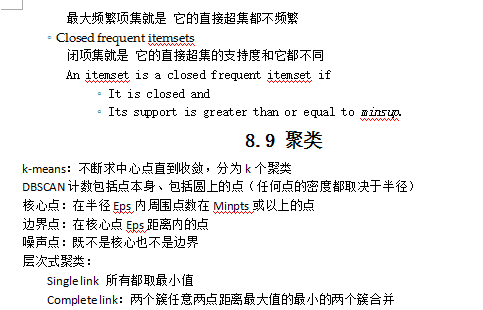 最大频繁项集就是 它的直接超集都不频繁
◦ Closed frequent itemsets
闭项集就是 它的直接超集的支持度和它都不同
An itemset is a closed frequent itemset if
◦ It is closed and
◦ Its support is greater than or equal to minsup.
8.9 聚类
k-means：不断求中心点直到收敛，分为 k 个聚类
DBSCAN 计数包括点本身、包括圆上的点（任何点的密度都取决于半径）
核心点：在半径 Eps 内周围点数在 Minpts 或以上的点
边界点：在核心点 Eps 距离内的点
噪声点：既不是核心也不是边界
层次式聚类：
Single link 所有都取最小值
Complete link：两个簇任意两点距离最大值的最小的两个簇合并